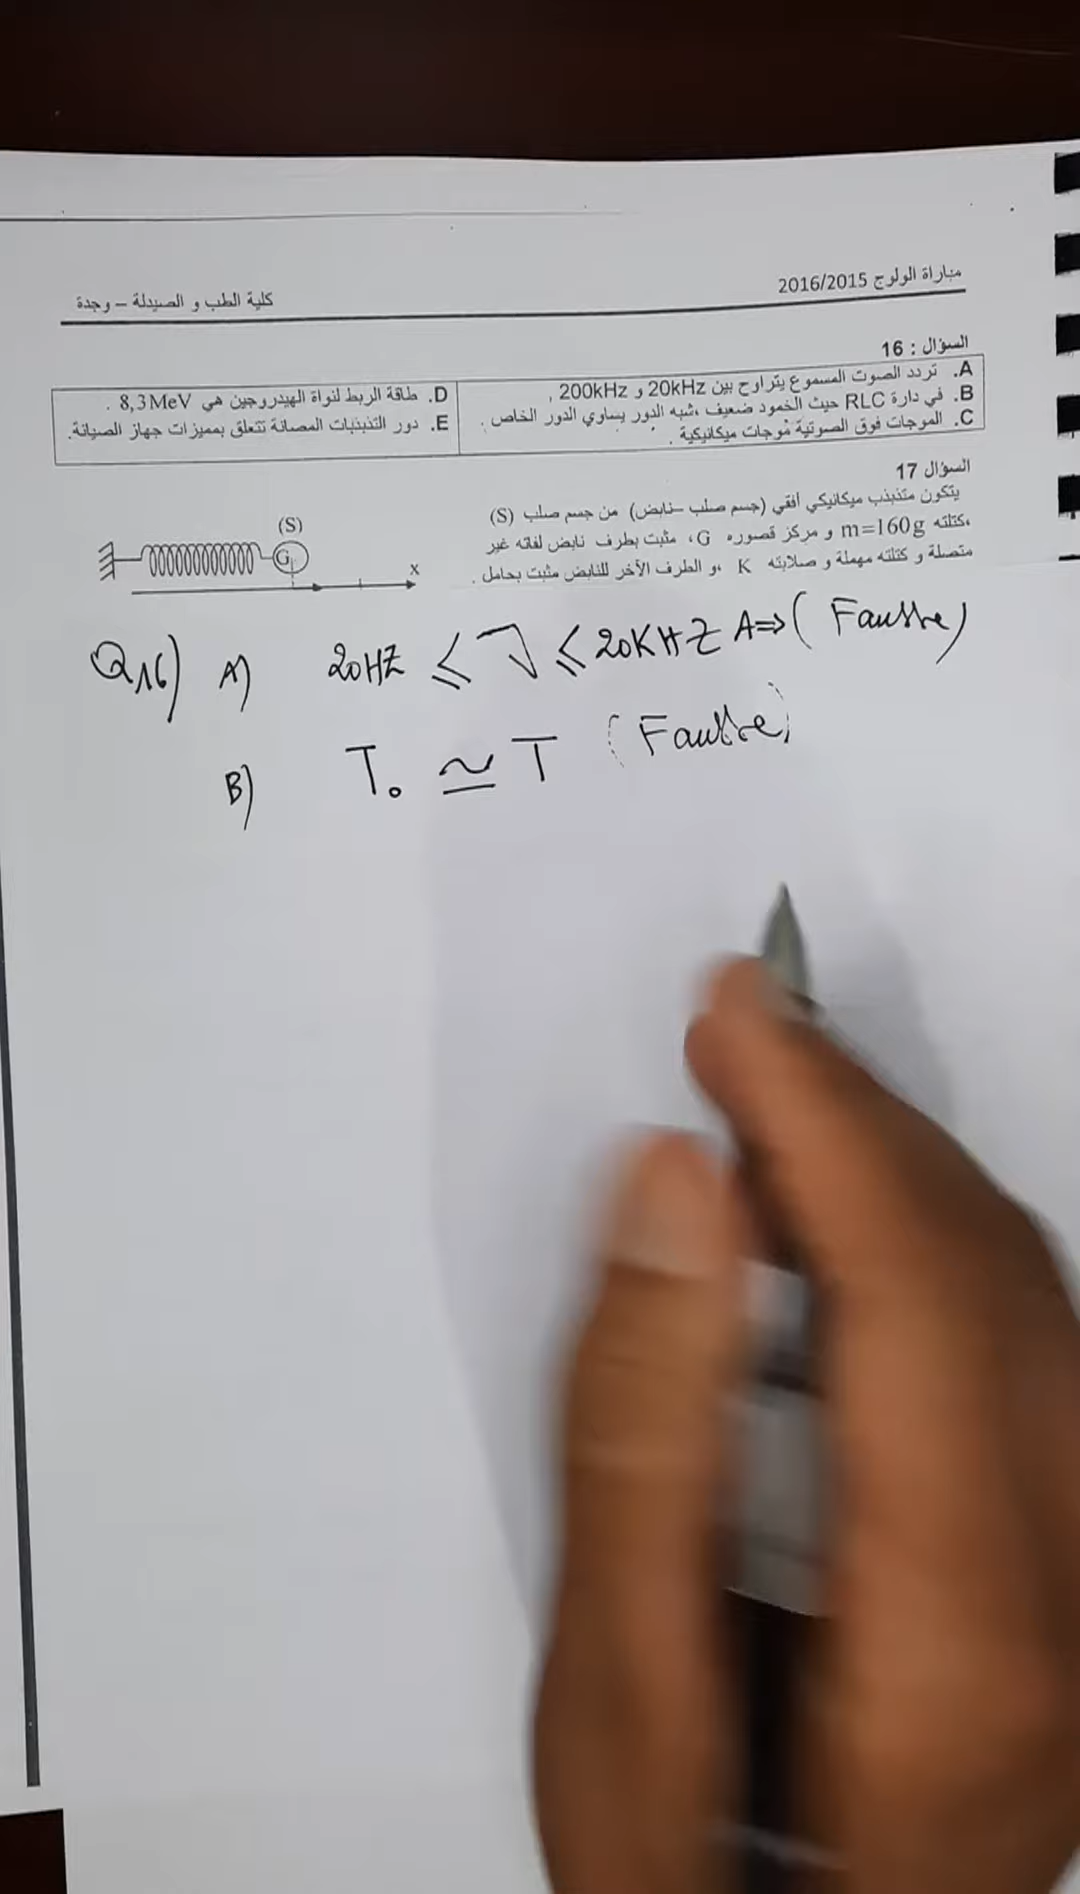 مباراة الولوج 2016/2015
كلية الطب و الصيدلة – وجدة
السؤال : 16
A. تردد الصوت المسموع يتراوح بين 20kHz و 200kHz .
B. في دارة RLC حيث الخمود ضعيف ،شبه الدور يساوي الدور الخاص .
C. الموجات فوق الصوتية موجات ميكانيكية .
D. طاقة الربط لنواة الهيدروجين هي 8,3MeV .
E. دور التذبذبات المصانة تتعلق بمميزات جهاز الصيانة.
السؤال 17
يتكون متذبذب ميكانيكي أفقي (جسم صلب –نابض) من جسم صلب (S)
،كتلته m=160g و مركز قصوره G، مثبت بطرف نابض لفاته غير
متصلة و كتلته مهملة و صلابته K ،و الطرف الآخر للنابض مثبت بحامل .
(S)
G
x
Q16) A) 20HZ ≤ ≤ 20KHZ A⇒( Fausse)
B) T₀ ≃ T (Fausse)